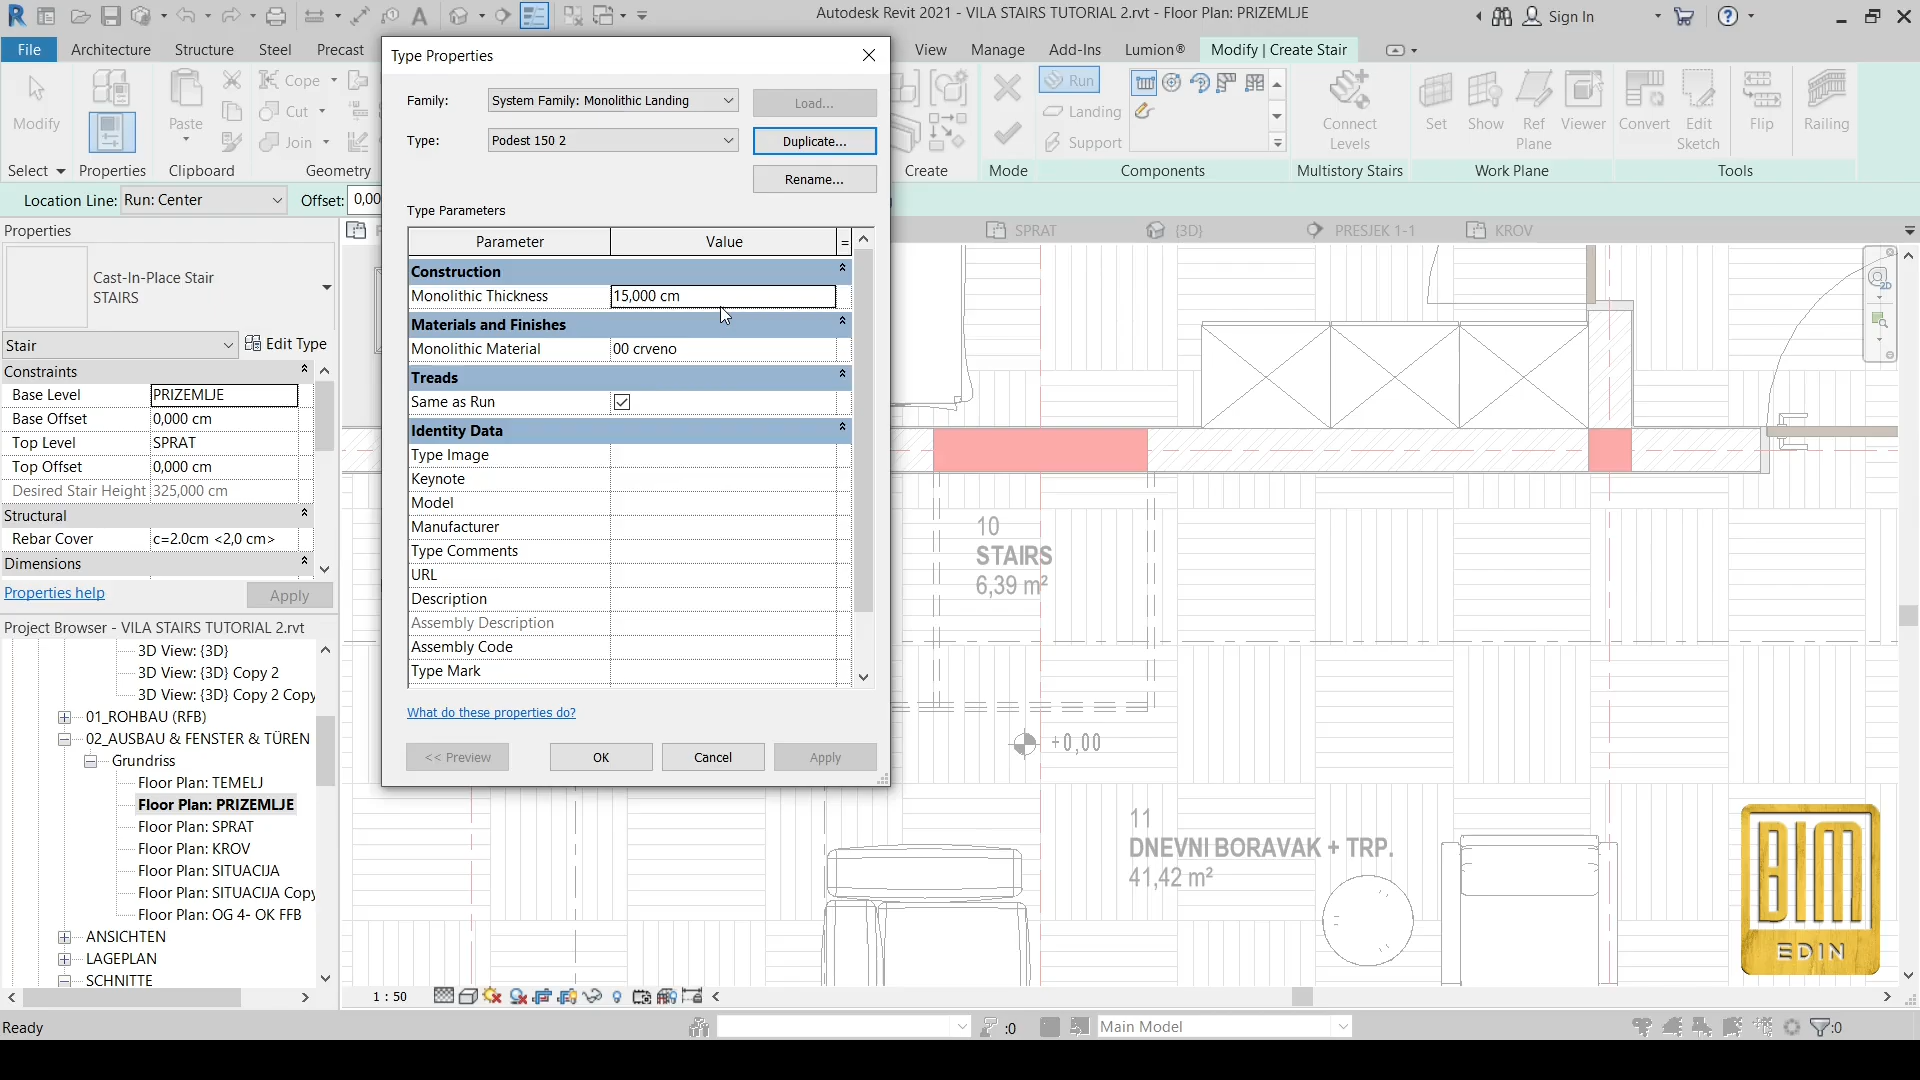 Autodesk Revit 2021 - VILA STAIRS TUTORIAL 2.rvt - Floor Plan: PRIZEMLJE
Sign In
File
Architecture
Structure
Steel
Precast
View
Manage
Add-Ins
Lumion®
Modify | Create Stair
Modify
Paste
Cope
Cut
Join
Run
Landing
Support
Connect
Levels
Set
Show
Ref
Plane
Viewer
Convert
Edit
Sketch
Flip
Railing
Select
Properties
Clipboard
Geometry
Create
Mode
Components
Multistory Stairs
Work Plane
Tools
Location Line:
Run: Center
Offset:
0,00
Properties
Cast-In-Place Stair
STAIRS
Stair
Edit Type
Constraints
Base Level PRIZEMLJE
Base Offset 0,000 cm
Top Level SPRAT
Top Offset 0,000 cm
Desired Stair Height 325,000 cm
Structural
Rebar Cover c=2.0cm <2,0 cm>
Dimensions
Properties help
Apply
Project Browser - VILA STAIRS TUTORIAL 2.rvt
3D View: {3D}
3D View: {3D} Copy 2
3D View: {3D} Copy 2 Copy
01_ROHBAU (RFB)
02_AUSBAU & FENSTER & TÜREN
Grundriss
Floor Plan: TEMELJ
Floor Plan: PRIZEMLJE
Floor Plan: SPRAT
Floor Plan: KROV
Floor Plan: SITUACIJA
Floor Plan: SITUACIJA Copy
Floor Plan: OG 4- OK FFB
ANSICHTEN
LAGEPLAN
SCHNITTE
Type Properties
Family:
System Family: Monolithic Landing
Load...
Type:
Podest 150 2
Duplicate...
Rename...
Type Parameters
Parameter Value =
Construction
Monolithic Thickness 15,000 cm
Materials and Finishes
Monolithic Material 00 crveno
Treads
Same as Run
Identity Data
Type Image
Keynote
Model
Manufacturer
Type Comments
URL
Description
Assembly Description
Assembly Code
Type Mark
What do these properties do?
<< Preview
OK
Cancel
Apply
SPRAT
{3D}
PRESJEK 1-1
KROV
2D
10
STAIRS
6,39 m²
+0,00
11
DNEVNI BORAVAK + TRP.
41,42 m²
BIM
EDIN
1 : 50
Ready
:0
Main Model
:0